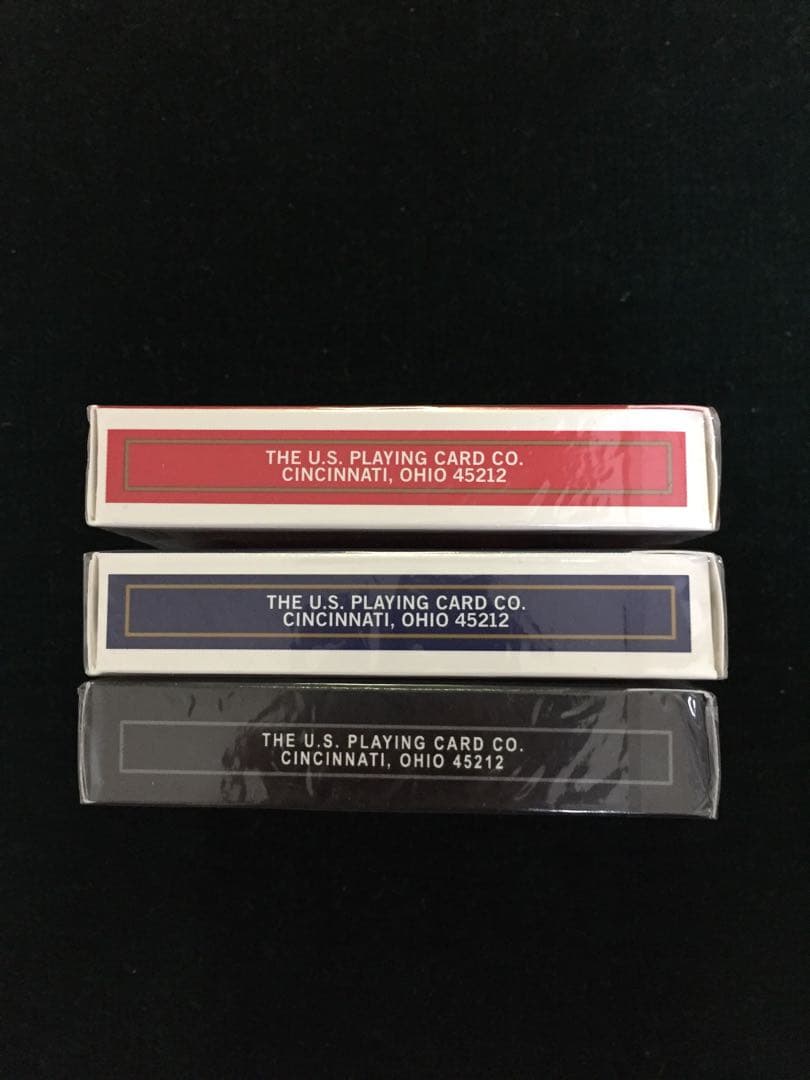 THE U.S. PLAYING CARD CO.
CINCINNATI, OHIO 45212
THE U.S. PLAYING CARD CO.
CINCINNATI, OHIO 45212
THE U.S. PLAYING CARD CO.
CINCINNATI, OHIO 45212